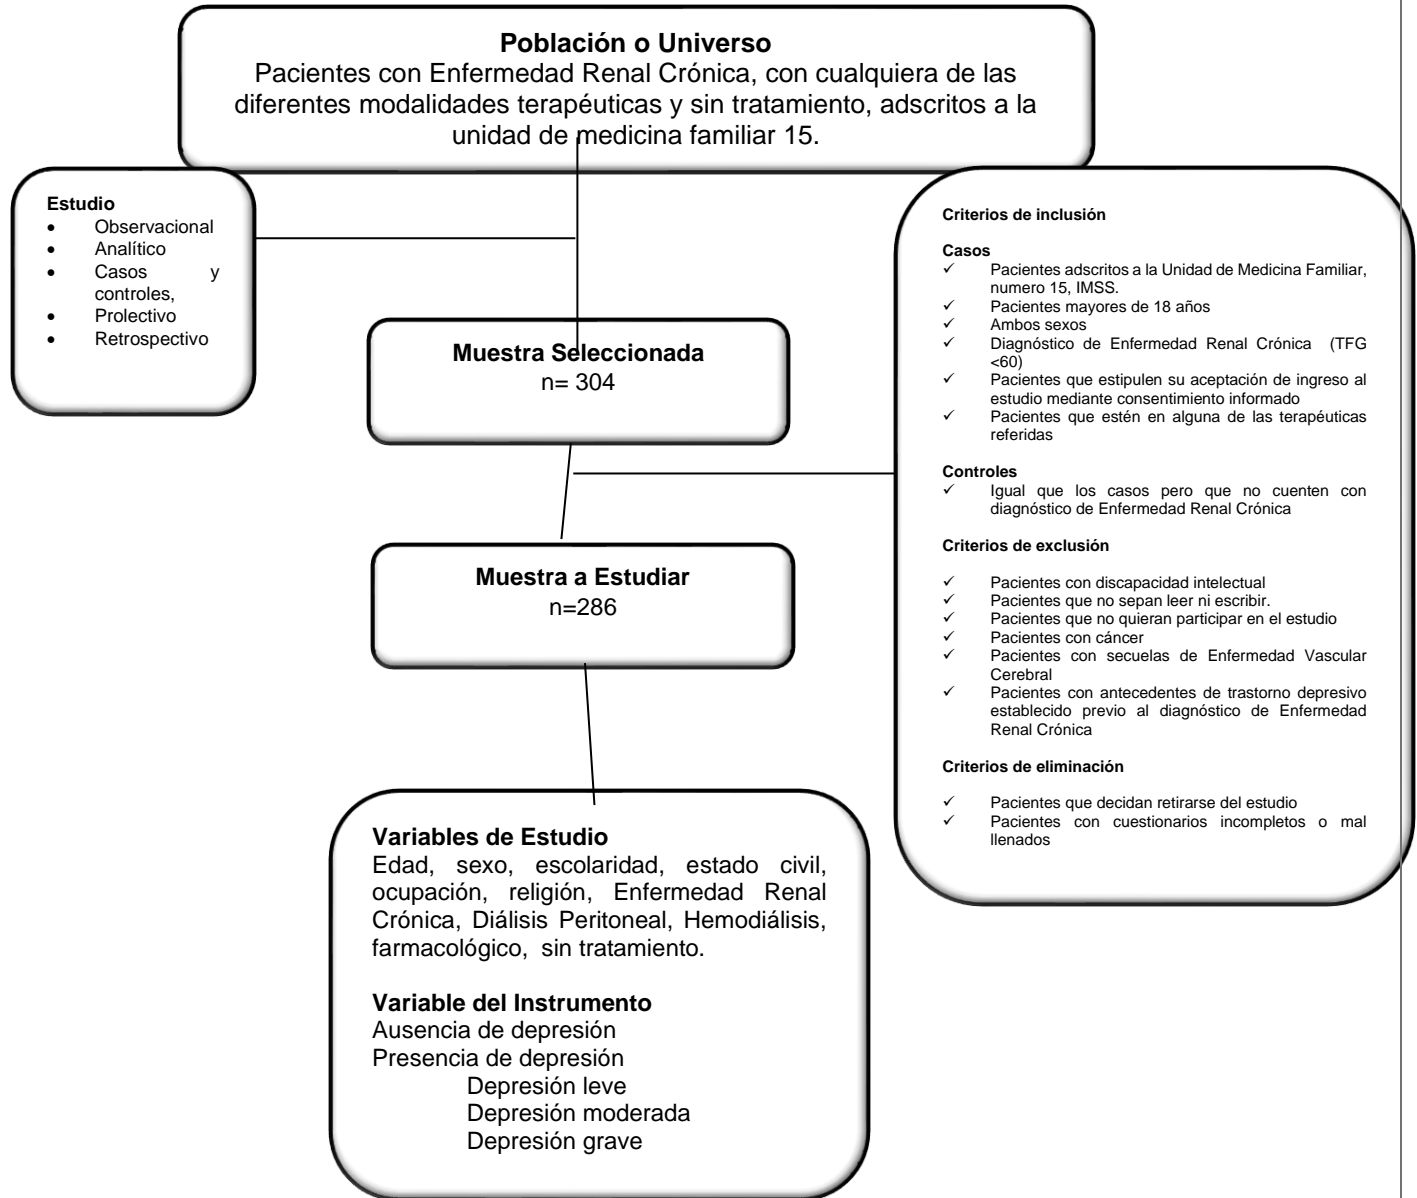 Población o Universo
Pacientes con Enfermedad Renal Crónica, con cualquiera de las
diferentes modalidades terapéuticas y sin tratamiento, adscritos a la
unidad de medicina familiar 15.
Estudio
• Observacional
• Analítico
• Casos y
controles,
• Prolectivo
• Retrospectivo
Muestra Seleccionada
n= 304
Muestra a Estudiar
n=286
Criterios de inclusión
Casos
✓ Pacientes adscritos a la Unidad de Medicina Familiar,
numero 15, IMSS.
✓ Pacientes mayores de 18 años
✓ Ambos sexos
✓ Diagnóstico de Enfermedad Renal Crónica (TFG
<60)
✓ Pacientes que estipulen su aceptación de ingreso al
estudio mediante consentimiento informado
✓ Pacientes que estén en alguna de las terapéuticas
referidas
Controles
✓ Igual que los casos pero que no cuenten con
diagnóstico de Enfermedad Renal Crónica
Criterios de exclusión
✓ Pacientes con discapacidad intelectual
✓ Pacientes que no sepan leer ni escribir.
✓ Pacientes que no quieran participar en el estudio
✓ Pacientes con cáncer
✓ Pacientes con secuelas de Enfermedad Vascular
Cerebral
✓ Pacientes con antecedentes de trastorno depresivo
establecido previo al diagnóstico de Enfermedad
Renal Crónica
Criterios de eliminación
✓ Pacientes que decidan retirarse del estudio
✓ Pacientes con cuestionarios incompletos o mal
llenados
Variables de Estudio
Edad, sexo, escolaridad, estado civil,
ocupación, religión, Enfermedad Renal
Crónica, Diálisis Peritoneal, Hemodiálisis,
farmacológico, sin tratamiento.
Variable del Instrumento
Ausencia de depresión
Presencia de depresión
Depresión leve
Depresión moderada
Depresión grave